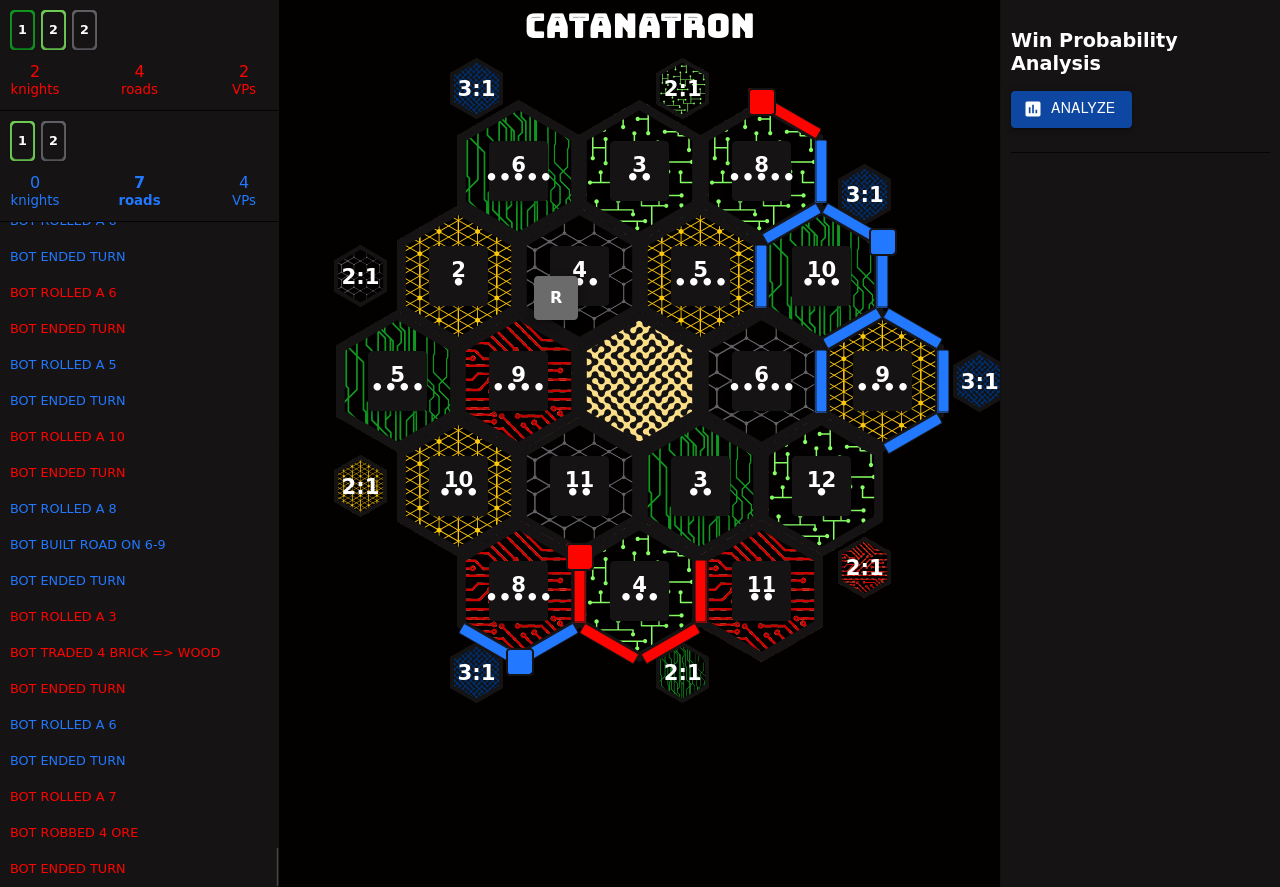 CATANATRON
1 2 2
2 4 2
knights roads VPs
1 2
0 7 4
knights roads VPs
BOT ENDED TURN
BOT ROLLED A 6
BOT ENDED TURN
BOT ROLLED A 5
BOT ENDED TURN
BOT ROLLED A 10
BOT ENDED TURN
BOT ROLLED A 8
BOT BUILT ROAD ON 6-9
BOT ENDED TURN
BOT ROLLED A 3
BOT TRADED 4 BRICK => WOOD
BOT ENDED TURN
BOT ROLLED A 6
BOT ENDED TURN
BOT ROLLED A 7
BOT ROBBED 4 ORE
BOT ENDED TURN
3:1 2:1
6 3 8
3:1
2:1 2 4 5 10
R
5 9 6 9 3:1
2:1 10 11 3 12
2:1
8 4 11
3:1 2:1
Win Probability
Analysis
ANALYZE